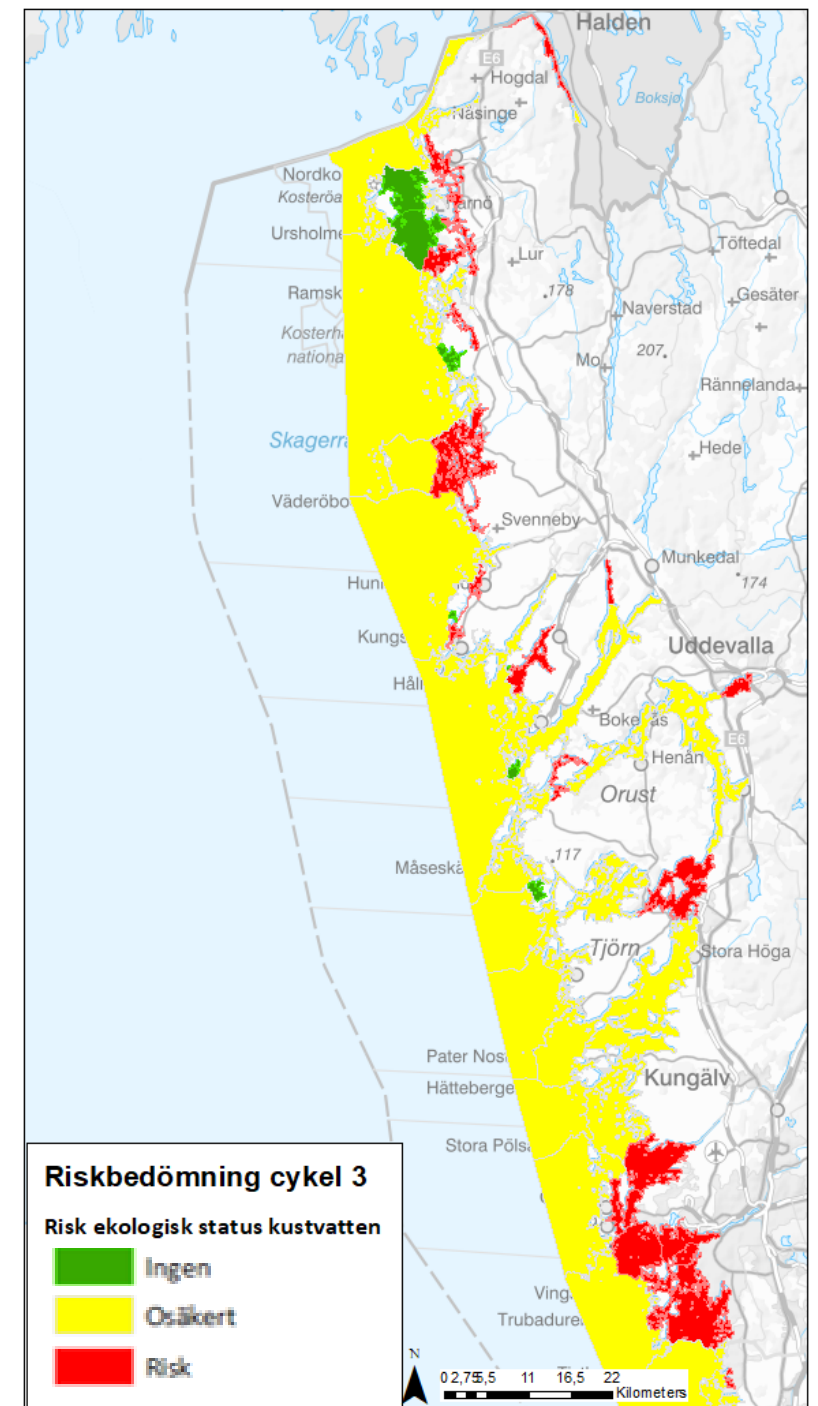 Halden
E6
Hogdal
Boksjö
Näsinge
Nordko
Kosteröa
Ursholme
Töftedal
Lur
178
Ramsk
Gesäter
Naverstad
Kosterha
nationa
Mo
207
Rännelanda
Skagerra
Hede
Väderöbo
Svenneby
Munkedal
174
Hunn
Kungs
Uddevalla
Håll
Bokenäs
E6
Henån
Orust
117
Måseskä
Tjörn
Stora Höga
Pater Nos
Hätteberge
Kungälv
Stora Pölsa
Ving
Trubadure
Riskbedömning cykel 3
Risk ekologisk status kustvatten
Ingen
Osäkert
Risk
N
0 2,75 5,5 11 16,5 22
Kilometers